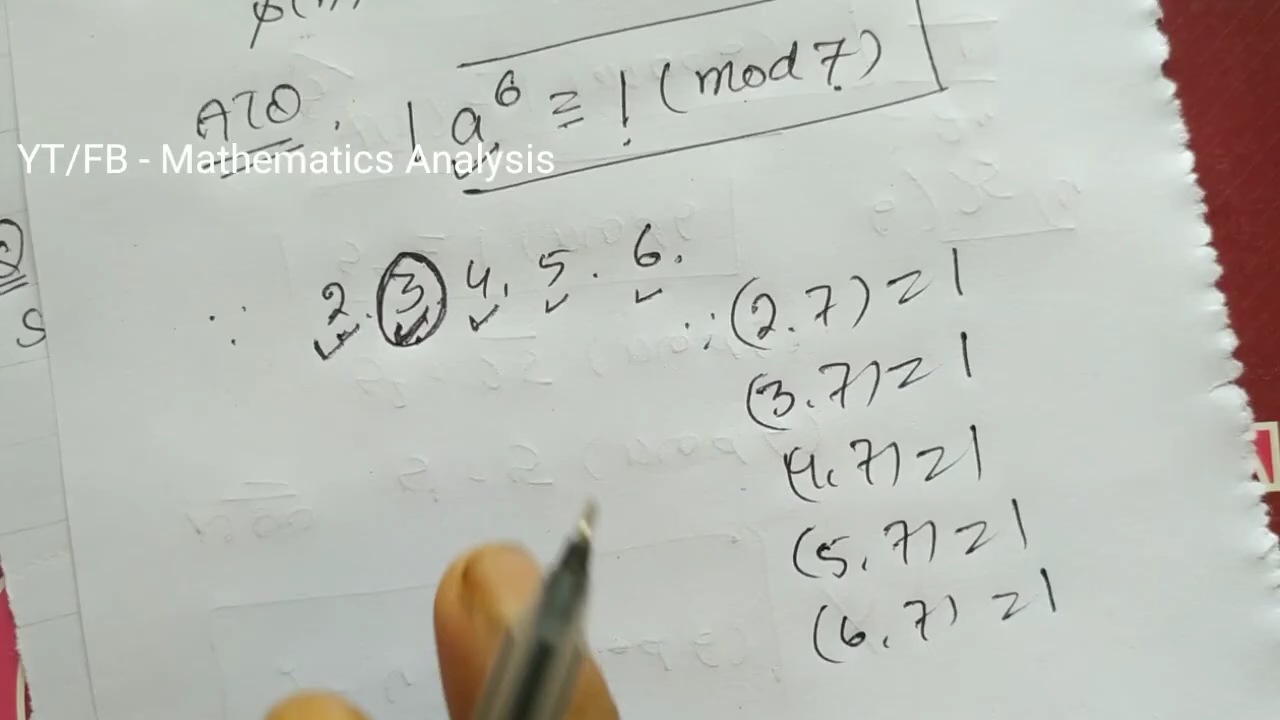 φ(
ATQ. | a⁶ ≡ 1 (mod 7)
YT/FB - Mathematics Analysis
∵ 2. 3 4. 5. 6.
∵ (2.7) = 1
(3.7) = 1
(4.7) = 1
(5.7) = 1
(6.7) = 1
S